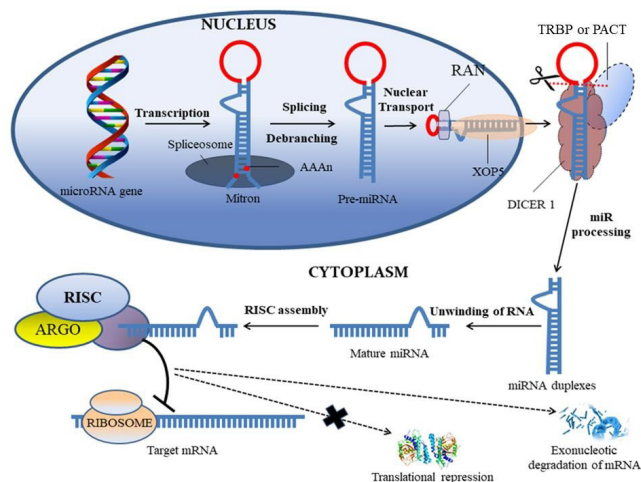 NUCLEUS
TRBP or PACT
RAN
Nuclear
Transport
Transcription
Splicing
Debranching
Spliceosome
AAAn
XOP5
microRNA gene
Mitron
Pre-miRNA
DICER 1
miR
processing
CYTOPLASM
RISC
ARGO
RISC assembly
Unwinding of RNA
Mature miRNA
miRNA duplexes
RIBOSOME
Target mRNA
Translational repression
Exonucleotic
degradation of mRNA